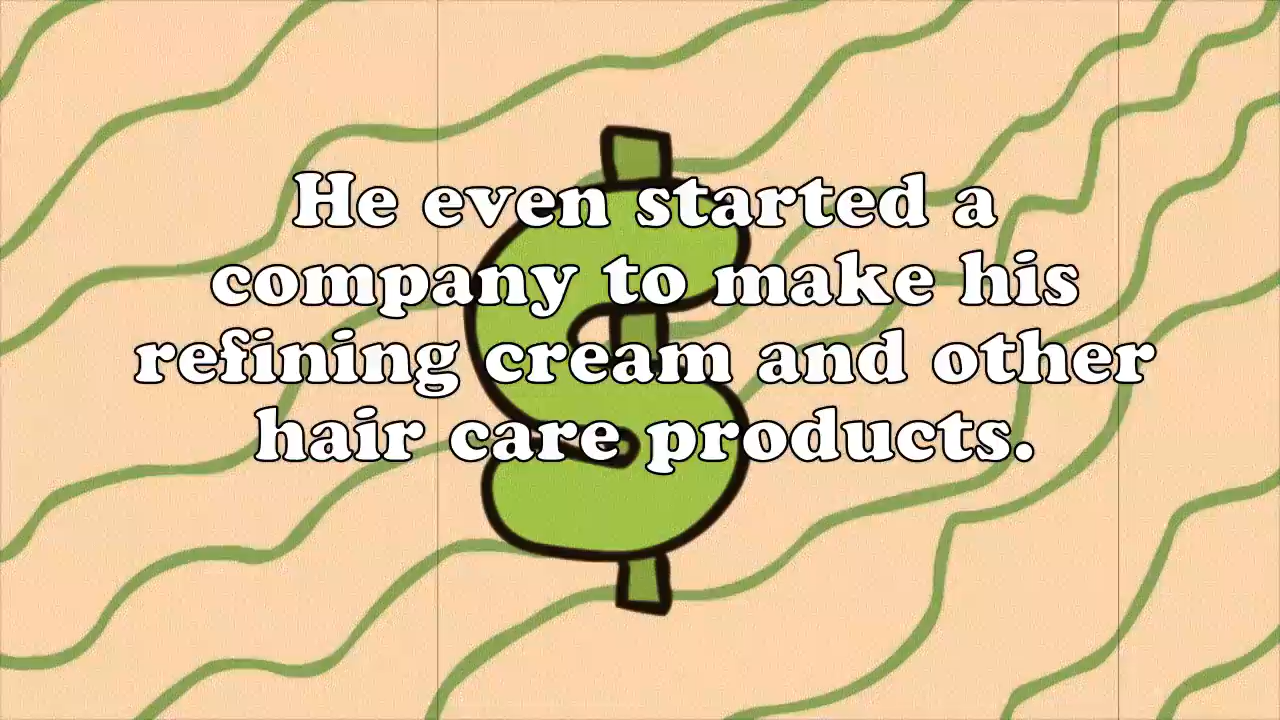 He even started a
company to make his
refining cream and other
hair care products.